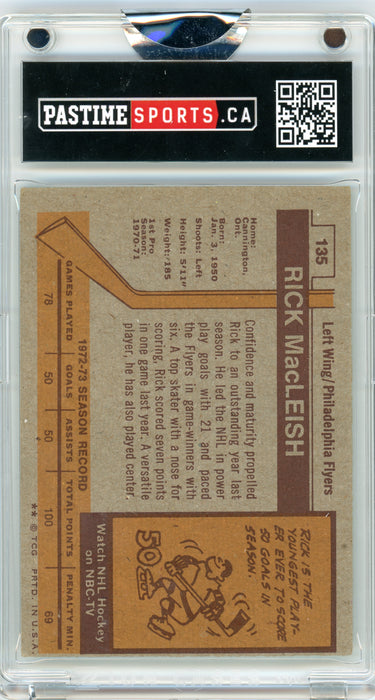 PASTIME SPORTS.CA
135
RICK MacLEISH
Left Wing/Philadelphia Flyers
Home:
Cannington,
Ont.
Born:
Jan. 3, 1950
Shoots: Left
Height: 5/11"
Weight: 185
1st Pro
Season:
1970-71
Confidence and maturity propelled
Rick to an outstanding year last
season. He led the NHL in power
play goals with 21 and paced
the Flyers in game-winners with
six. A top skater with a nose for
scoring, Rick scored seven points
in one game last year. A versatile
player, he has also played center.
RICK IS THE
YOUNGEST PLAY-
ER EVER TO SCORE
50 GOALS IN
SEASON.
50
Watch NHL Hockey
on NBC-TV
1972-73 SEASON RECORD
GAMES PLAYED GOALS ASSISTS TOTAL POINTS PENALTY MIN.
78 50 50 100 69
** © TCG PRTD. IN U.S.A.